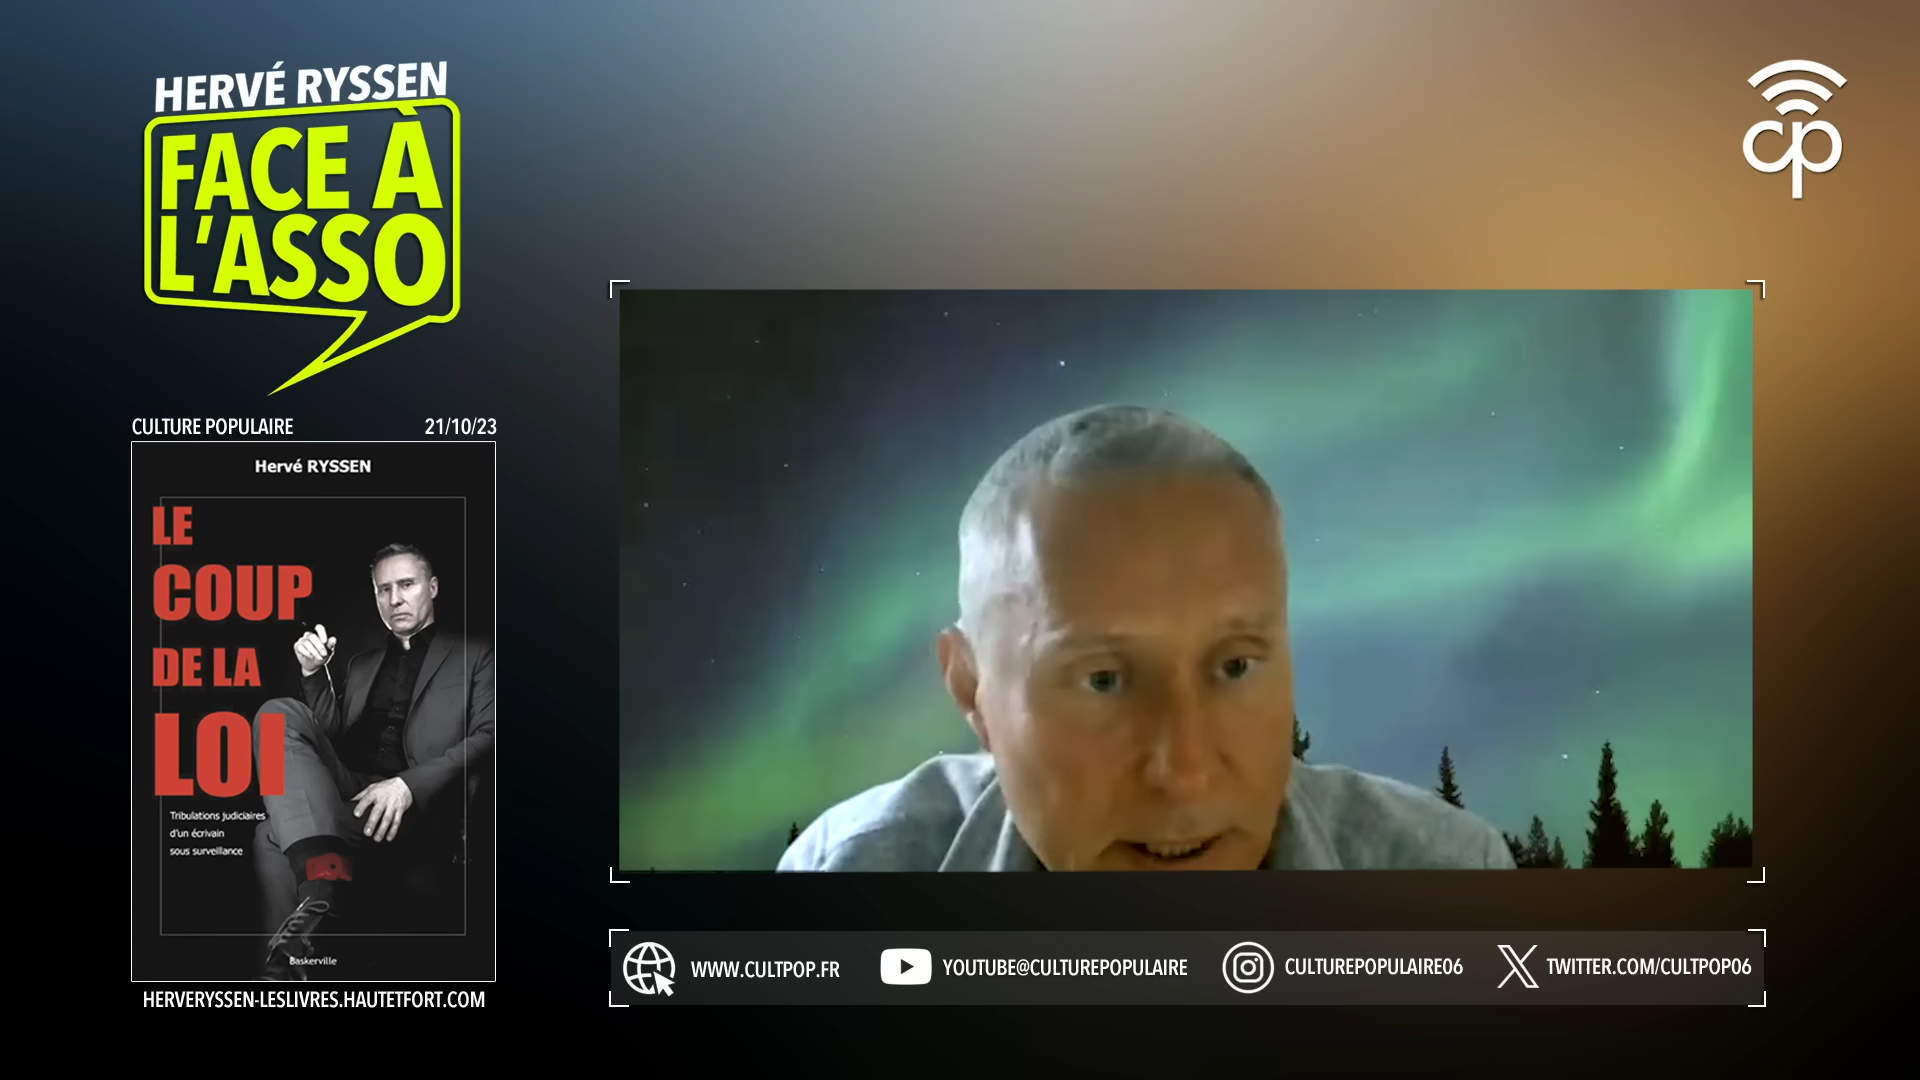 HERVÉ RYSSEN
FACE À
L'ASSO
cp
CULTURE POPULAIRE 21/10/23
Hervé RYSSEN
LE
COUP
DE LA
LOI
Tribulations judiciaires
d'un écrivain
sous surveillance
Baskerville
HERVERYSSEN-LESLIVRES.HAUTETFORT.COM
WWW.CULTPOP.FR YOUTUBE@CULTUREPOPULAIRE CULTUREPOPULAIRE06 TWITTER.COM/CULTPOP06